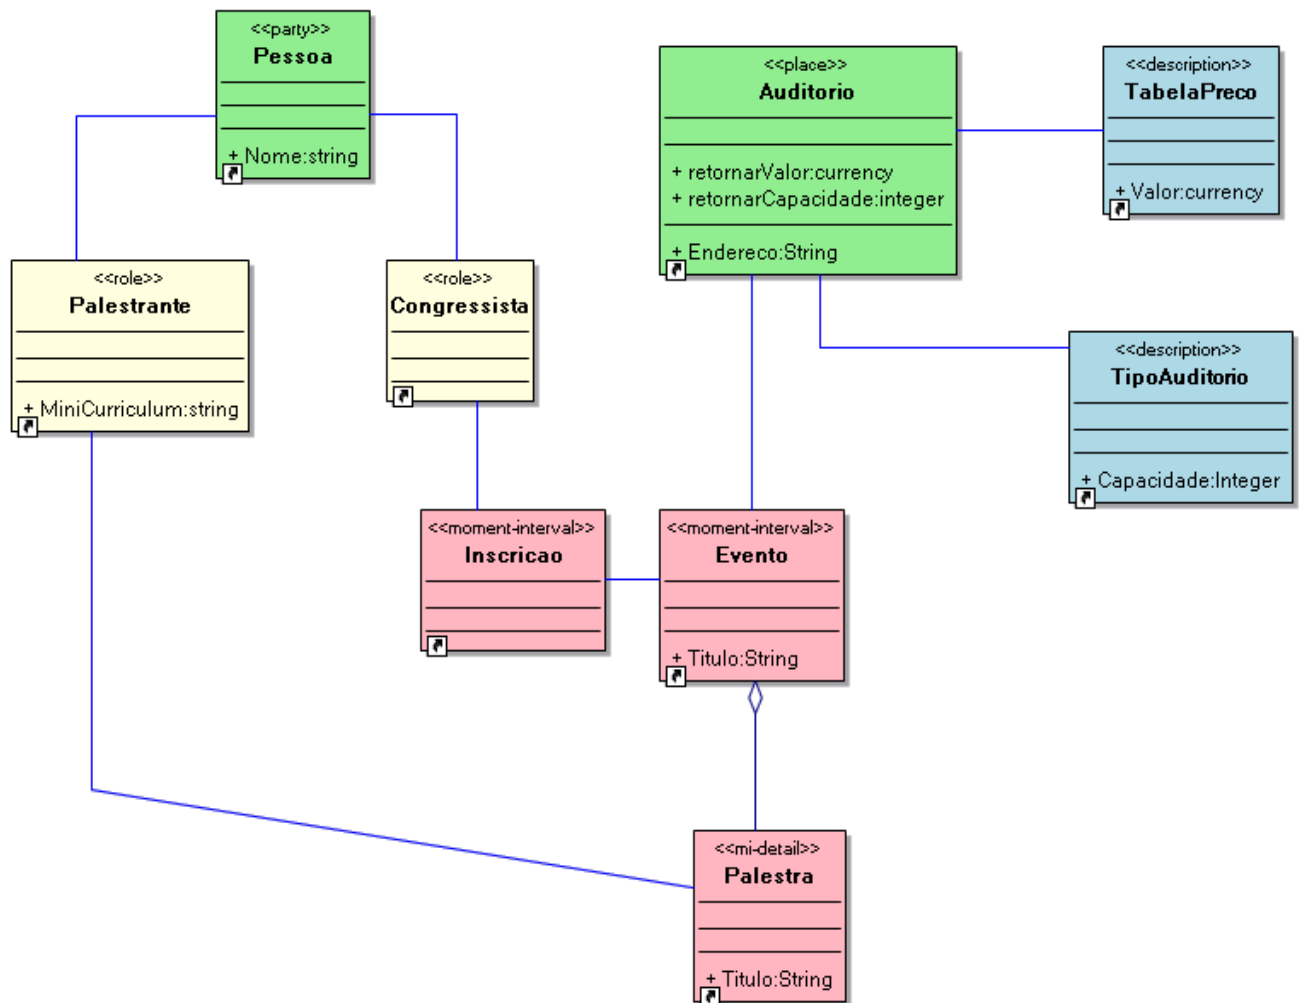 <<party>>
Pessoa
+ Nome:string
<<place>>
Auditorio
+ retornarValor:currency
+ retornarCapacidade:integer
+ Endereco:String
<<description>>
TabelaPreco
+ Valor:currency
<<role>>
Palestrante
+ MiniCurriculum:string
<<role>>
Congressista
<<description>>
TipoAuditorio
+ Capacidade:Integer
<<moment-interval>>
Inscricao
<<moment-interval>>
Evento
+ Titulo:String
<<mi-detail>>
Palestra
+ Titulo:String